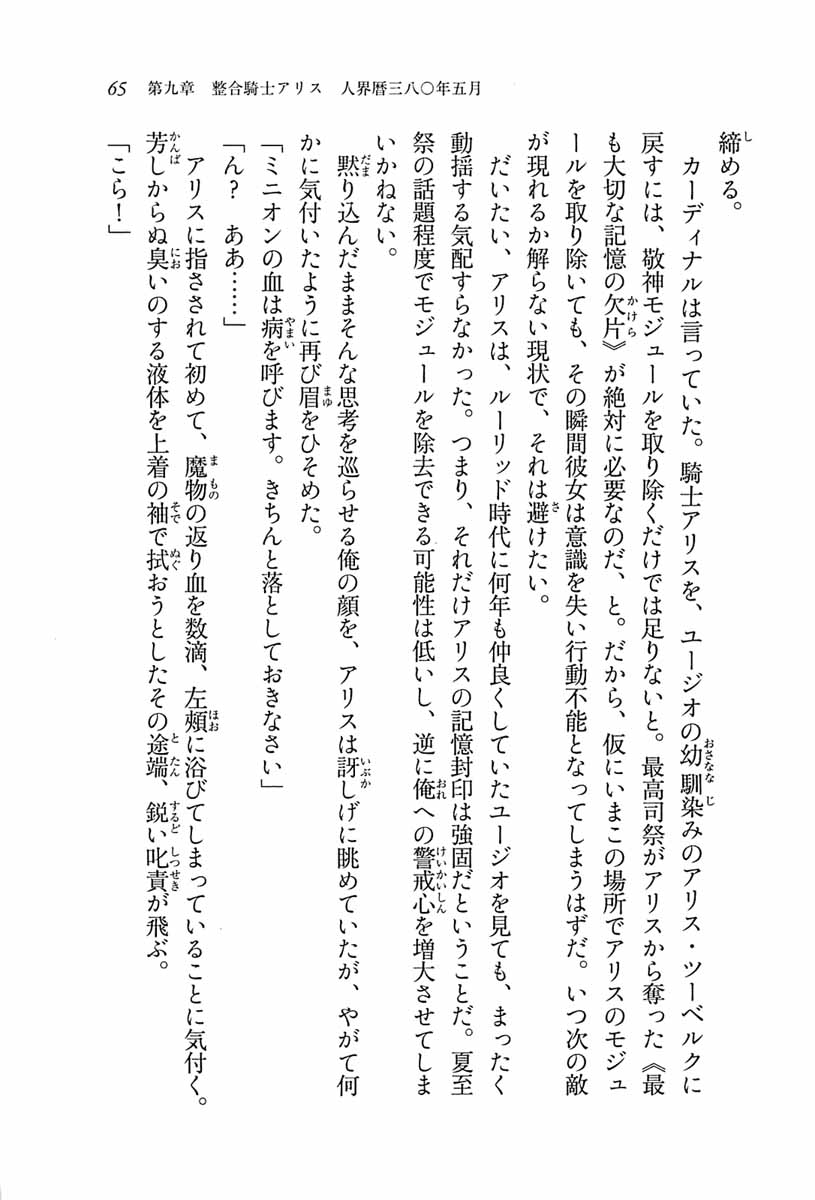 65　第九章　整合騎士アリス　人界暦三八〇年五月
締める。
　カーディナルは言っていた。騎士アリスを、ユージオの幼馴染みのアリス・ツーベルクに
戻すには、敬神モジュールを取り除くだけでは足りないと。最高司祭がアリスから奪った《最
も大切な記憶の欠片》が絶対に必要なのだ、と。だから、仮にいまこの場所でアリスのモジュ
ールを取り除いても、その瞬間彼女は意識を失い行動不能となってしまうはずだ。いつ次の敵
が現れるか解らない現状で、それは避けたい。
　だいたい、アリスは、ルーリッド時代に何年も仲良くしていたユージオを見ても、まったく
動揺する気配すらなかった。つまり、それだけアリスの記憶封印は強固だということだ。夏至
祭の話題程度でモジュールを除去できる可能性は低いし、逆に俺への警戒心を増大させてしま
いかねない。
　黙り込んだままそんな思考を巡らせる俺の顔を、アリスは訝しげに眺めていたが、やがて何
かに気付いたように再び眉をひそめた。
「ミニオンの血は病を呼びます。きちんと落としておきなさい」
「ん？　ああ……」
　アリスに指さされて初めて、魔物の返り血を数滴、左頰に浴びてしまっていることに気付く。
芳しからぬ臭いのする液体を上着の袖で拭おうとしたその途端、鋭い叱責が飛ぶ。
「こら！」